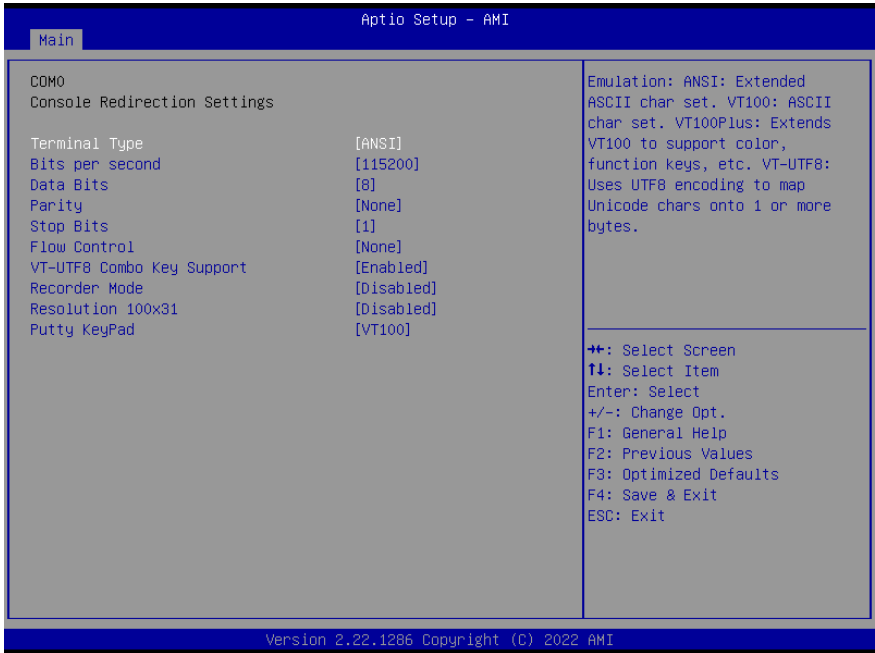 Aptio Setup – AMI
Main
COM0
Console Redirection Settings
Terminal Type [ANSI]
Bits per second [115200]
Data Bits [8]
Parity [None]
Stop Bits [1]
Flow Control [None]
VT-UTF8 Combo Key Support [Enabled]
Recorder Mode [Disabled]
Resolution 100x31 [Disabled]
Putty KeyPad [VT100]
Emulation: ANSI: Extended
ASCII char set. VT100: ASCII
char set. VT100Plus: Extends
VT100 to support color,
function keys, etc. VT-UTF8:
Uses UTF8 encoding to map
Unicode chars onto 1 or more
bytes.
→←: Select Screen
↑↓: Select Item
Enter: Select
+/-: Change Opt.
F1: General Help
F2: Previous Values
F3: Optimized Defaults
F4: Save & Exit
ESC: Exit
Version 2.22.1286 Copyright (C) 2022 AMI